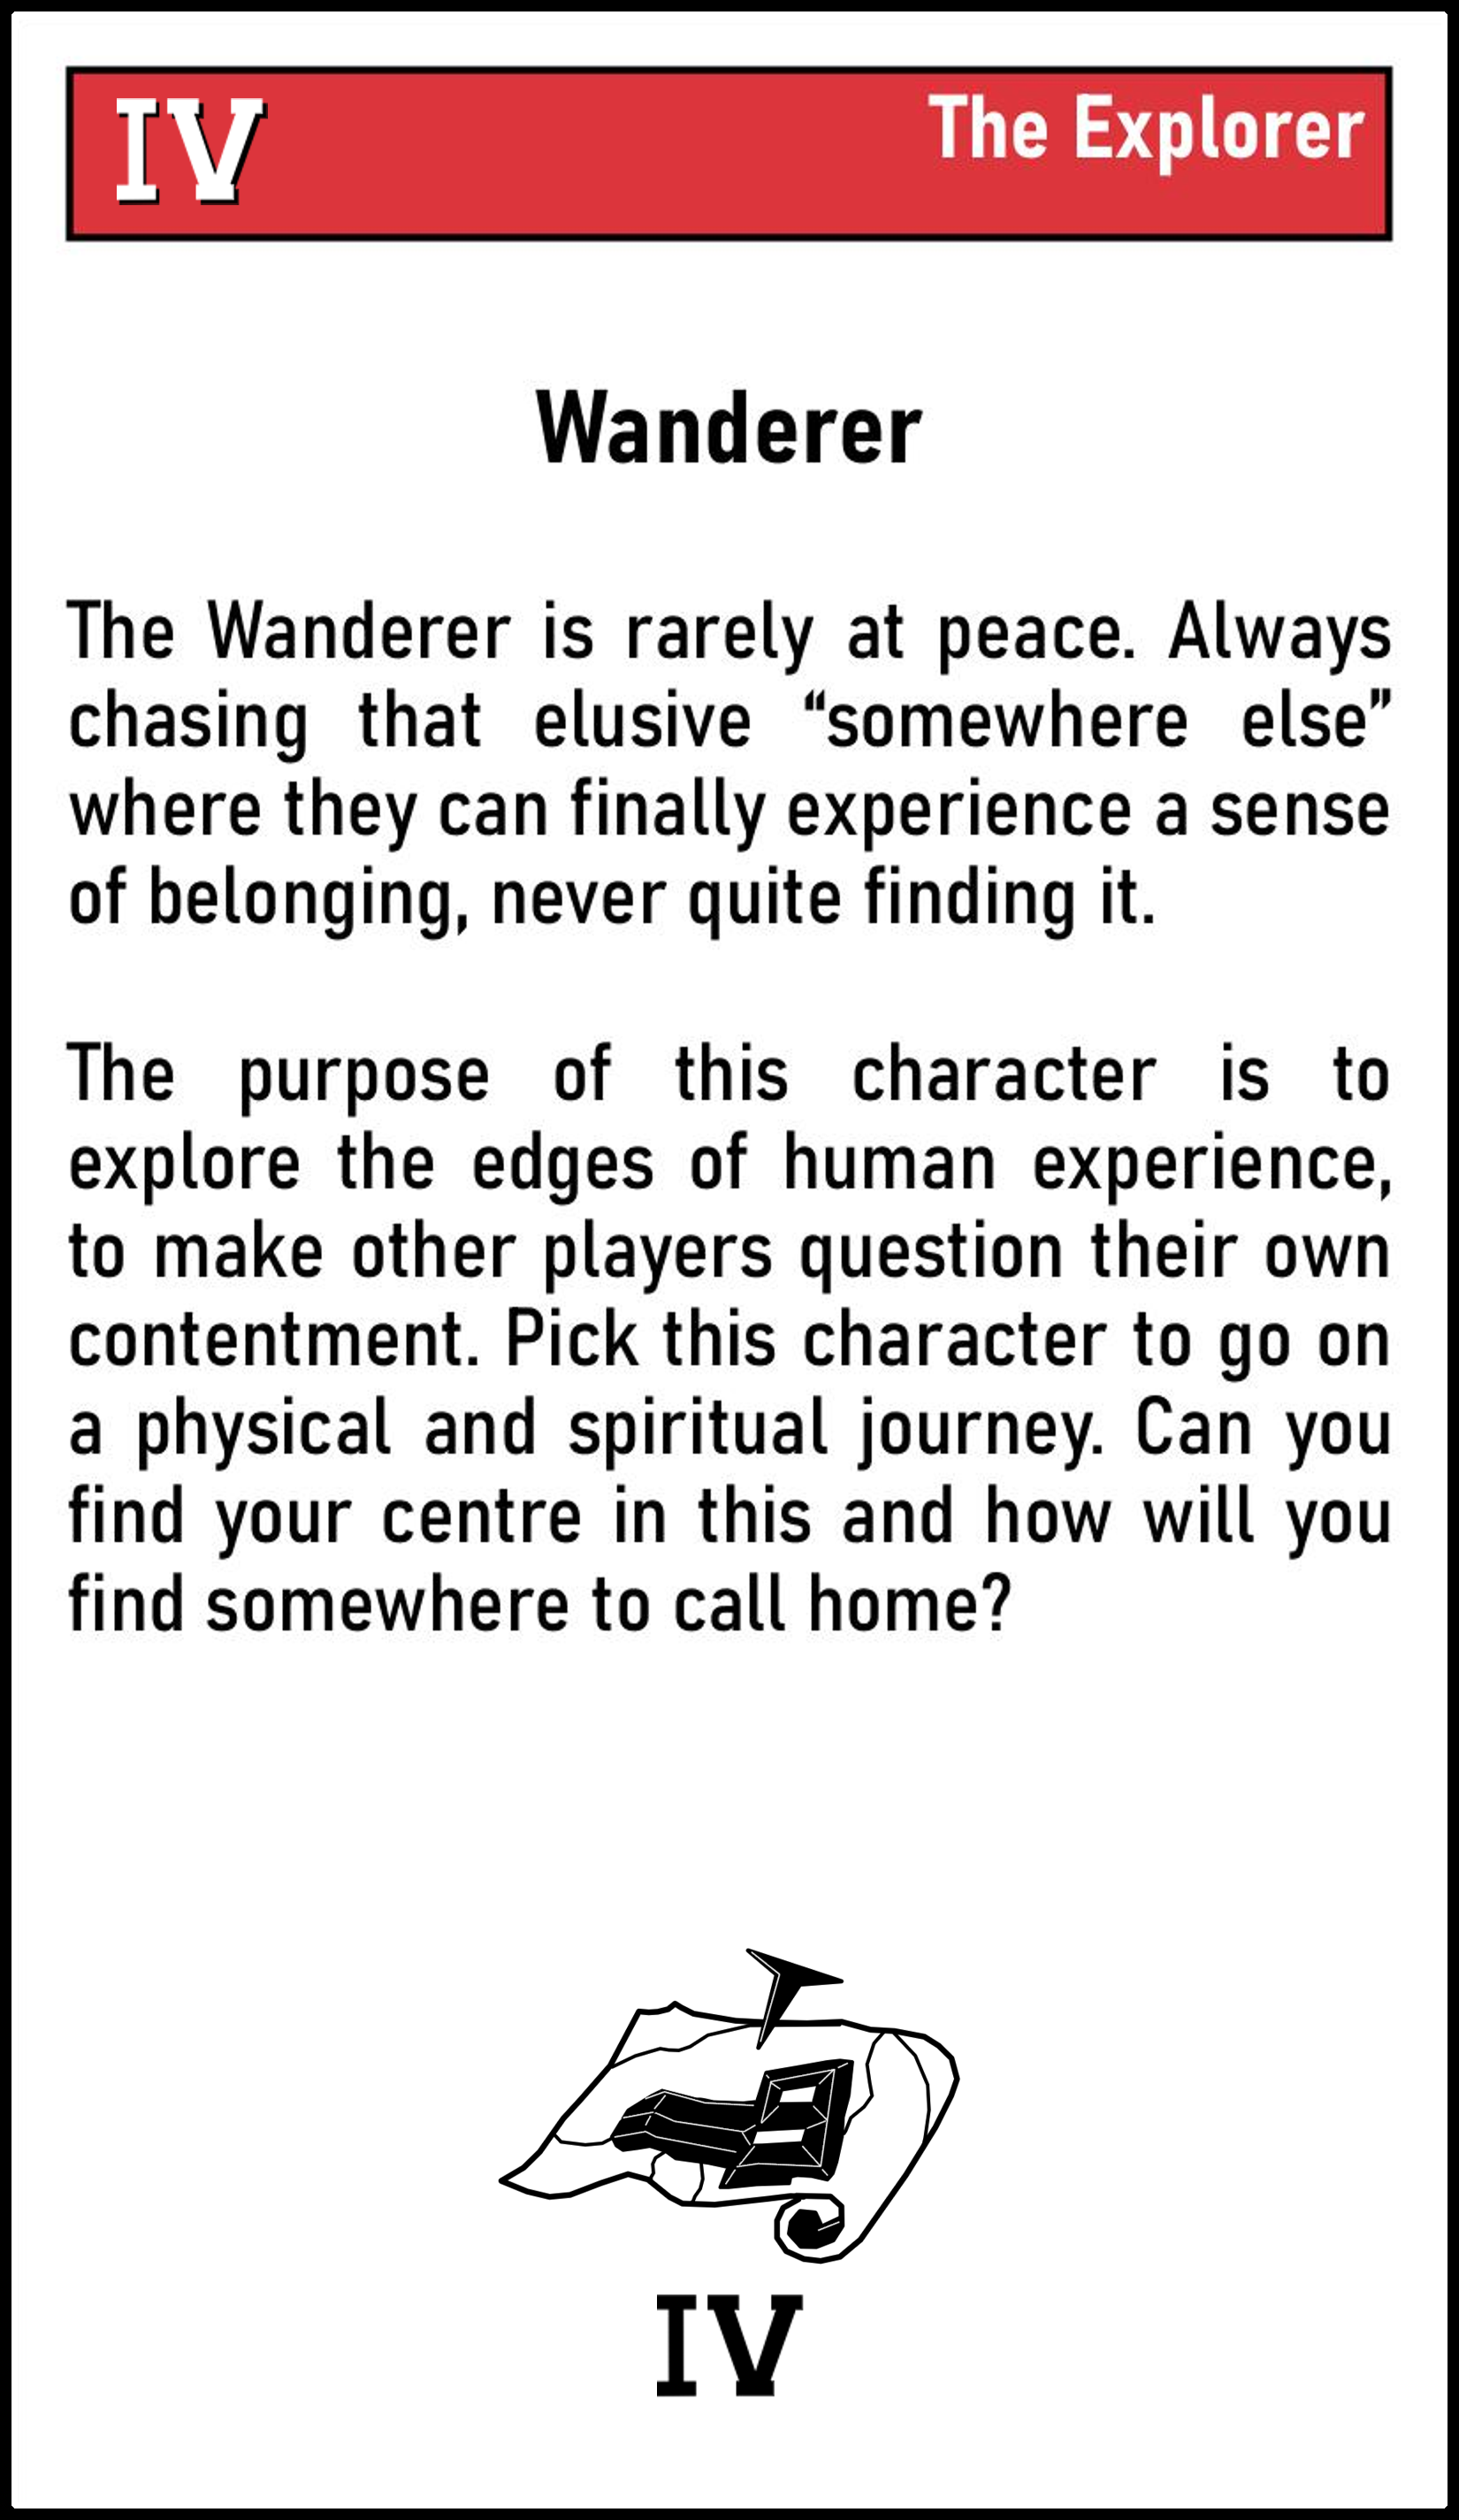 IV
The Explorer
Wanderer
The Wanderer is rarely at peace. Always
chasing that elusive “somewhere else”
where they can finally experience a sense
of belonging, never quite finding it.
The purpose of this character is to
explore the edges of human experience,
to make other players question their own
contentment. Pick this character to go on
a physical and spiritual journey. Can you
find your centre in this and how will you
find somewhere to call home?
IV